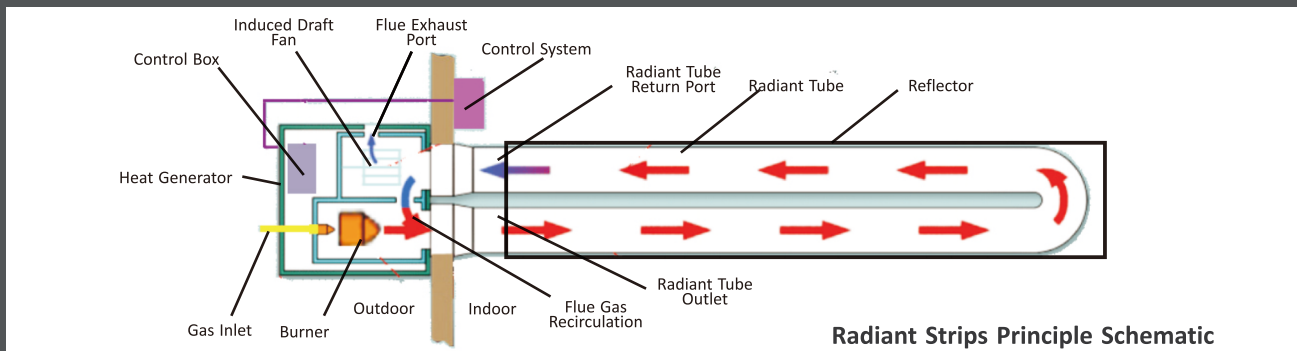 Induced Draft
Fan
Flue Exhaust
Port
Control Box
Control System
Radiant Tube
Return Port
Radiant Tube
Reflector
Heat Generator
Gas Inlet
Burner
Outdoor
Indoor
Flue Gas
Recirculation
Radiant Tube
Outlet
Radiant Strips Principle Schematic